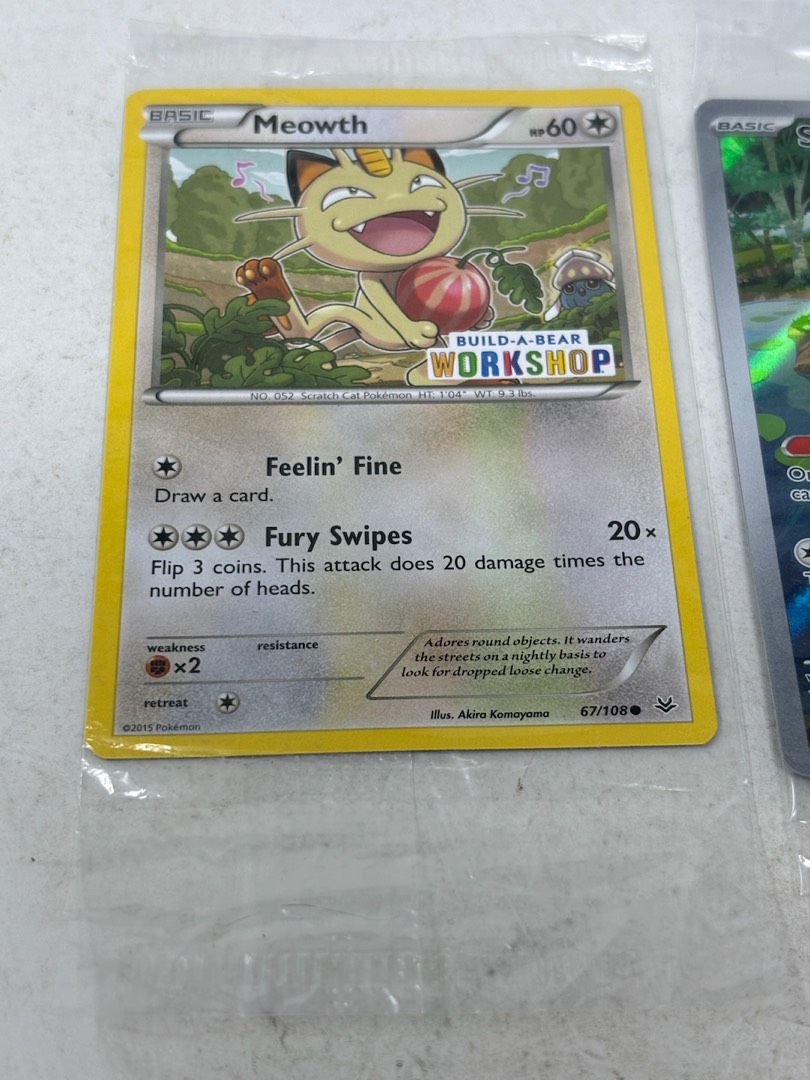 BASIC
Meowth
HP 60
BUILD-A-BEAR
WORKSHOP
NO. 052 Scratch Cat Pokémon HT: 1'04" WT: 9.3 lbs.
Feelin' Fine
Draw a card.
Fury Swipes 20×
Flip 3 coins. This attack does 20 damage times the
number of heads.
weakness resistance
×2
retreat
Adores round objects. It wanders
the streets on a nightly basis to
look for dropped loose change.
Illus. Akira Komayama 67/108
©2015 Pokémon
BASIC
S